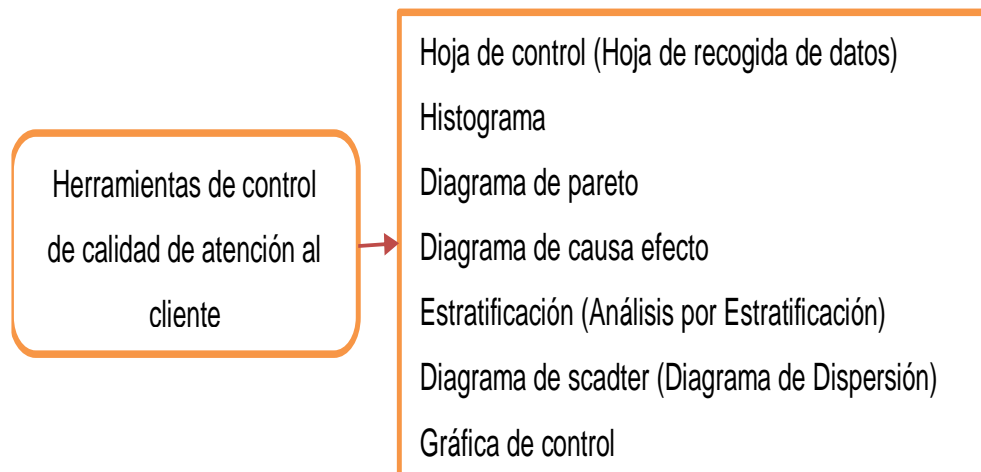 Herramientas de control
de calidad de atención al
cliente
Hoja de control (Hoja de recogida de datos)
Histograma
Diagrama de pareto
Diagrama de causa efecto
Estratificación (Análisis por Estratificación)
Diagrama de scadter (Diagrama de Dispersión)
Gráfica de control